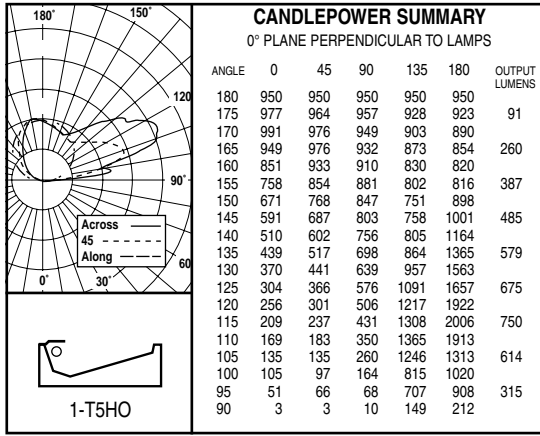 180°
150°
120
90°
60
30°
0°
Across
45
Along
1-T5HO
CANDLEPOWER SUMMARY
0° PLANE PERPENDICULAR TO LAMPS
ANGLE 0 45 90 135 180 OUTPUT LUMENS
180 950 950 950 950 950
175 977 964 957 928 923 91
170 991 976 949 903 890
165 949 976 932 873 854 260
160 851 933 910 830 820
155 758 854 881 802 816 387
150 671 768 847 751 898
145 591 687 803 758 1001 485
140 510 602 756 805 1164
135 439 517 698 864 1365 579
130 370 441 639 957 1563
125 304 366 576 1091 1657 675
120 256 301 506 1217 1922
115 209 237 431 1308 2006 750
110 169 183 350 1365 1913
105 135 135 260 1246 1313 614
100 105 97 164 815 1020
95 51 66 68 707 908 315
90 3 3 10 149 212